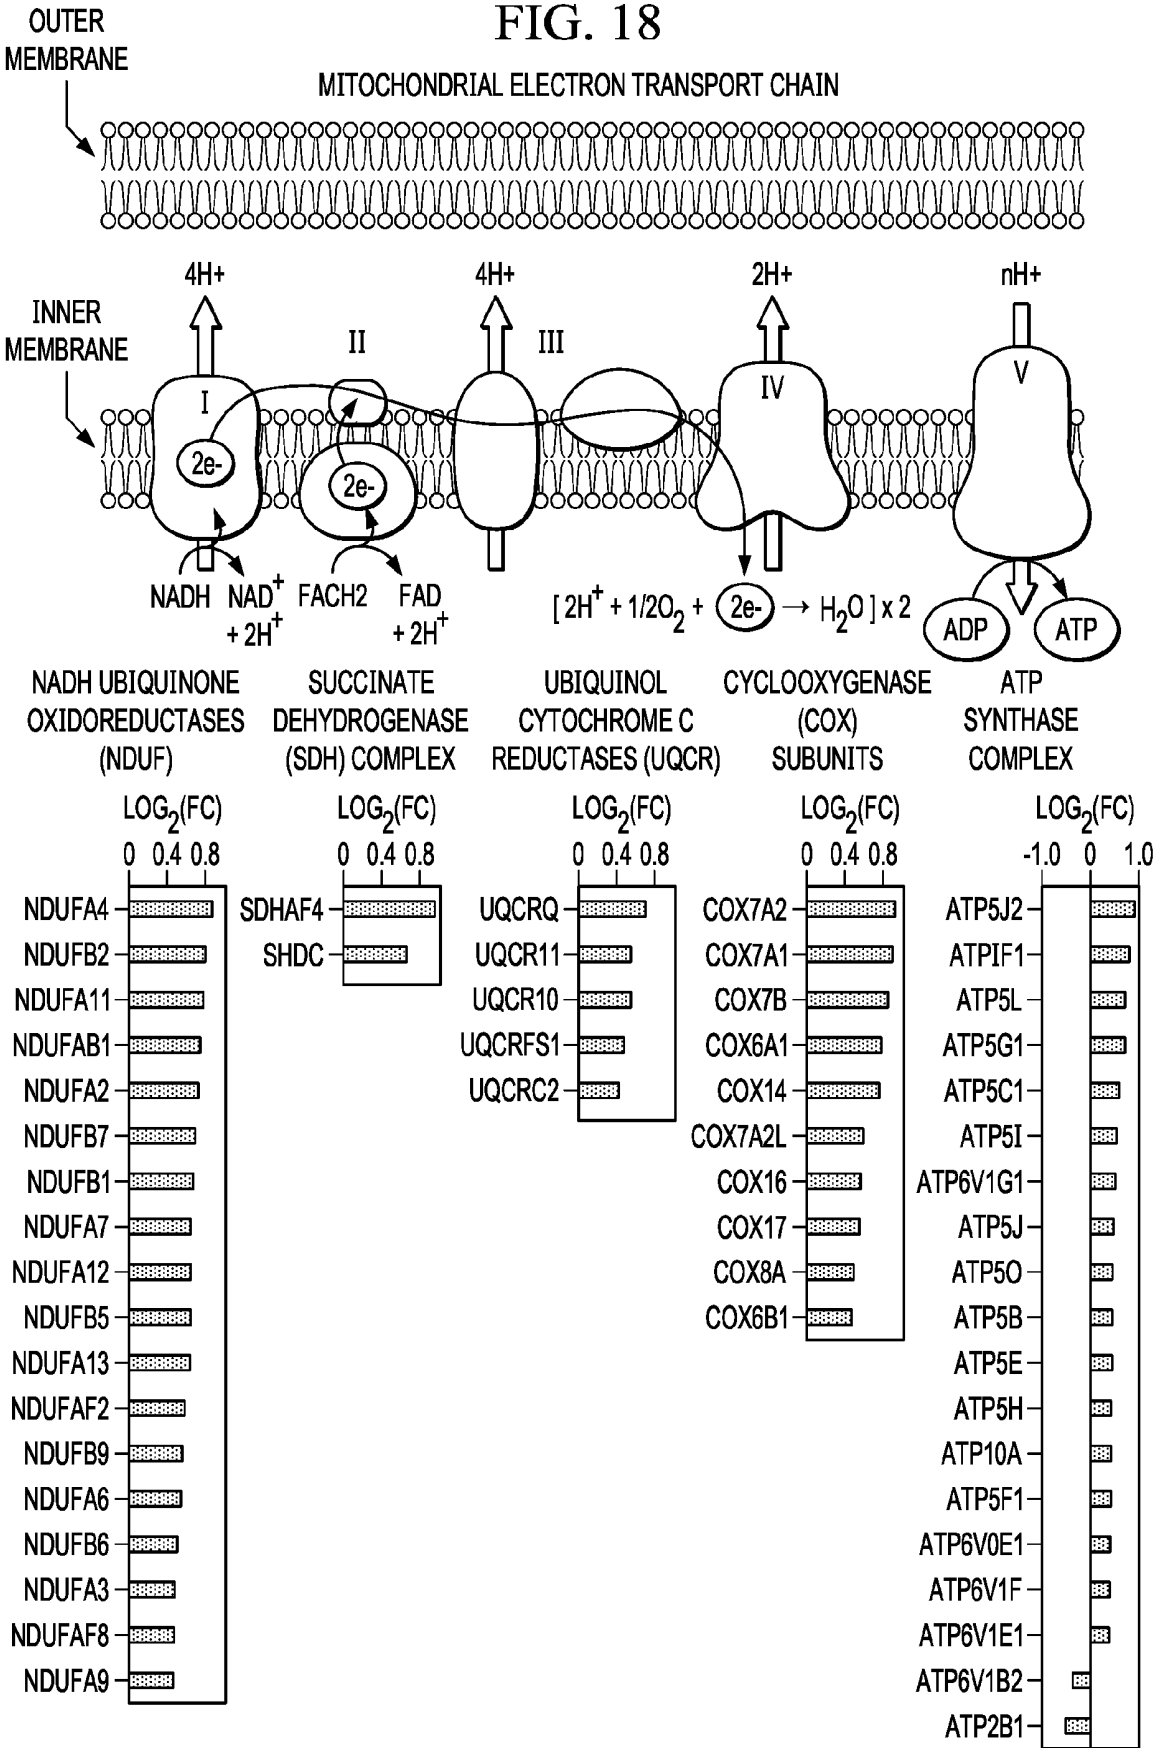 FIG. 18
OUTER
MEMBRANE
MITOCHONDRIAL ELECTRON TRANSPORT CHAIN
4H+
4H+
2H+
nH+
INNER
MEMBRANE
I
II
III
IV
V
2e-
2e-
NADH
NAD+
+ 2H+
FACH2
FAD
+ 2H+
[ 2H+ + 1/2O2 + 2e- → H2O ] x 2
ADP
ATP
NADH UBIQUINONE
OXIDOREDUCTASES
(NDUF)
LOG2(FC)
0 0.4 0.8
NDUFA4
NDUFB2
NDUFA11
NDUFAB1
NDUFA2
NDUFB7
NDUFB1
NDUFA7
NDUFA12
NDUFB5
NDUFA13
NDUFAF2
NDUFB9
NDUFA6
NDUFB6
NDUFA3
NDUFAF8
NDUFA9
SUCCINATE
DEHYDROGENASE
(SDH) COMPLEX
LOG2(FC)
0 0.4 0.8
SDHAF4
SHDC
UBIQUINOL
CYTOCHROME C
REDUCTASES (UQCR)
LOG2(FC)
0 0.4 0.8
UQCRQ
UQCR11
UQCR10
UQCRFS1
UQCRC2
CYCLOOXYGENASE
(COX)
SUBUNITS
LOG2(FC)
0 0.4 0.8
COX7A2
COX7A1
COX7B
COX6A1
COX14
COX7A2L
COX16
COX17
COX8A
COX6B1
ATP
SYNTHASE
COMPLEX
LOG2(FC)
-1.0 0 1.0
ATP5J2
ATPIF1
ATP5L
ATP5G1
ATP5C1
ATP5I
ATP6V1G1
ATP5J
ATP5O
ATP5B
ATP5E
ATP5H
ATP10A
ATP5F1
ATP6V0E1
ATP6V1F
ATP6V1E1
ATP6V1B2
ATP2B1